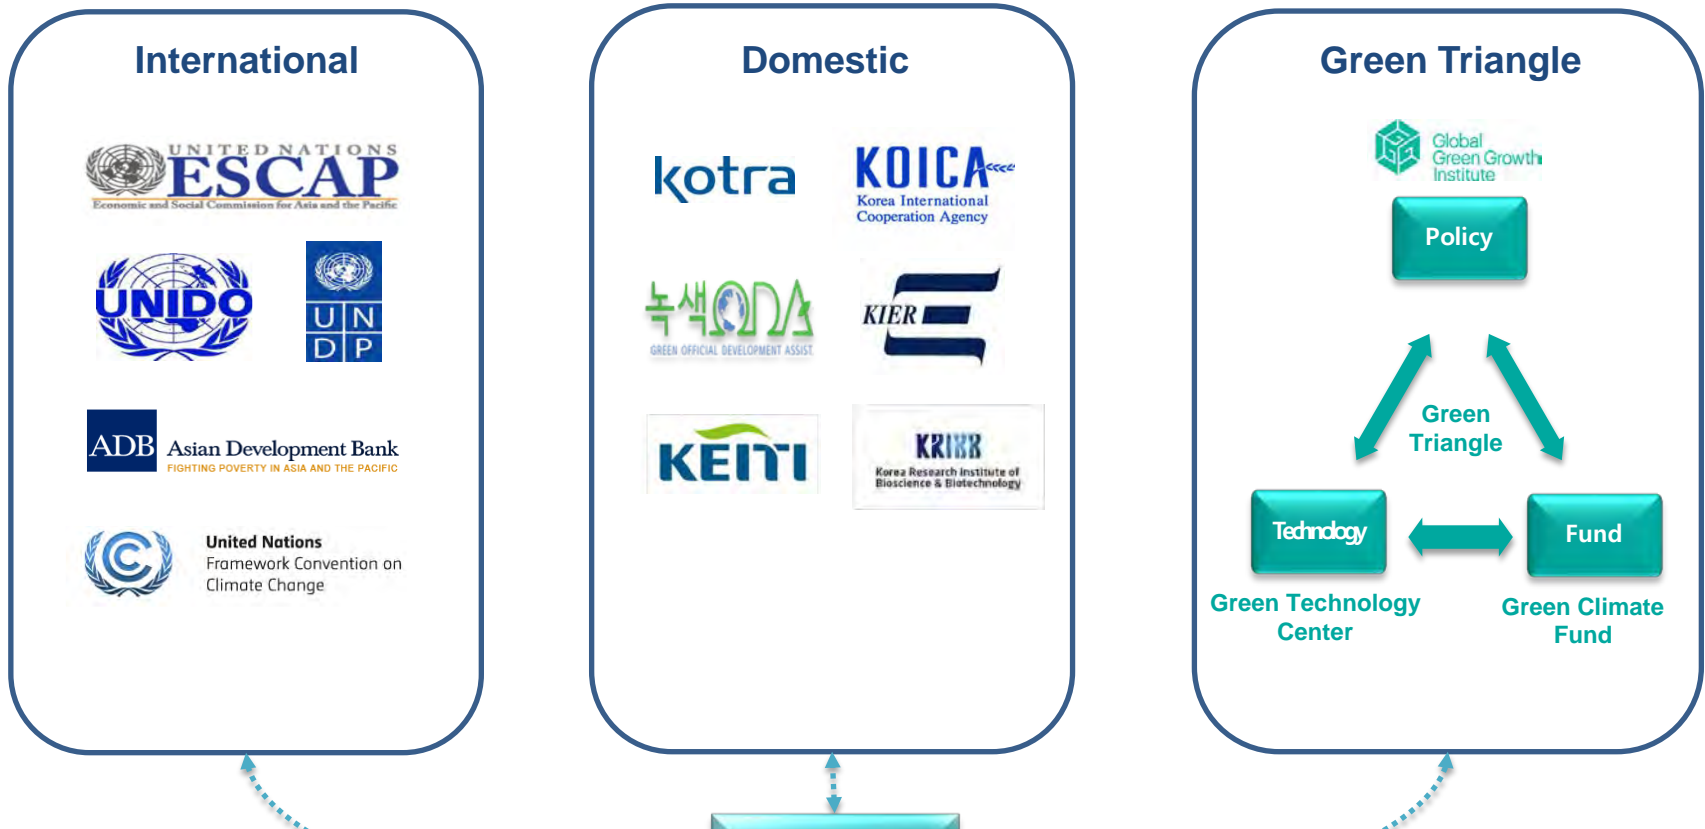 International
UNITED NATIONS
ESCAP
Economic and Social Commission for Asia and the Pacific
UNIDO
U N
D P
ADB Asian Development Bank
FIGHTING POVERTY IN ASIA AND THE PACIFIC
United Nations
Framework Convention on
Climate Change
Domestic
kotra
KOICA
Korea International
Cooperation Agency
녹색ODA
GREEN OFFICIAL DEVELOPMENT ASSIST.
KIER
KEITI
KRIBB
Korea Research Institute of
Bioscience & Biotechnology
Green Triangle
Global
Green Growth
Institute
Policy
Green
Triangle
Technology
Fund
Green Technology
Center
Green Climate
Fund